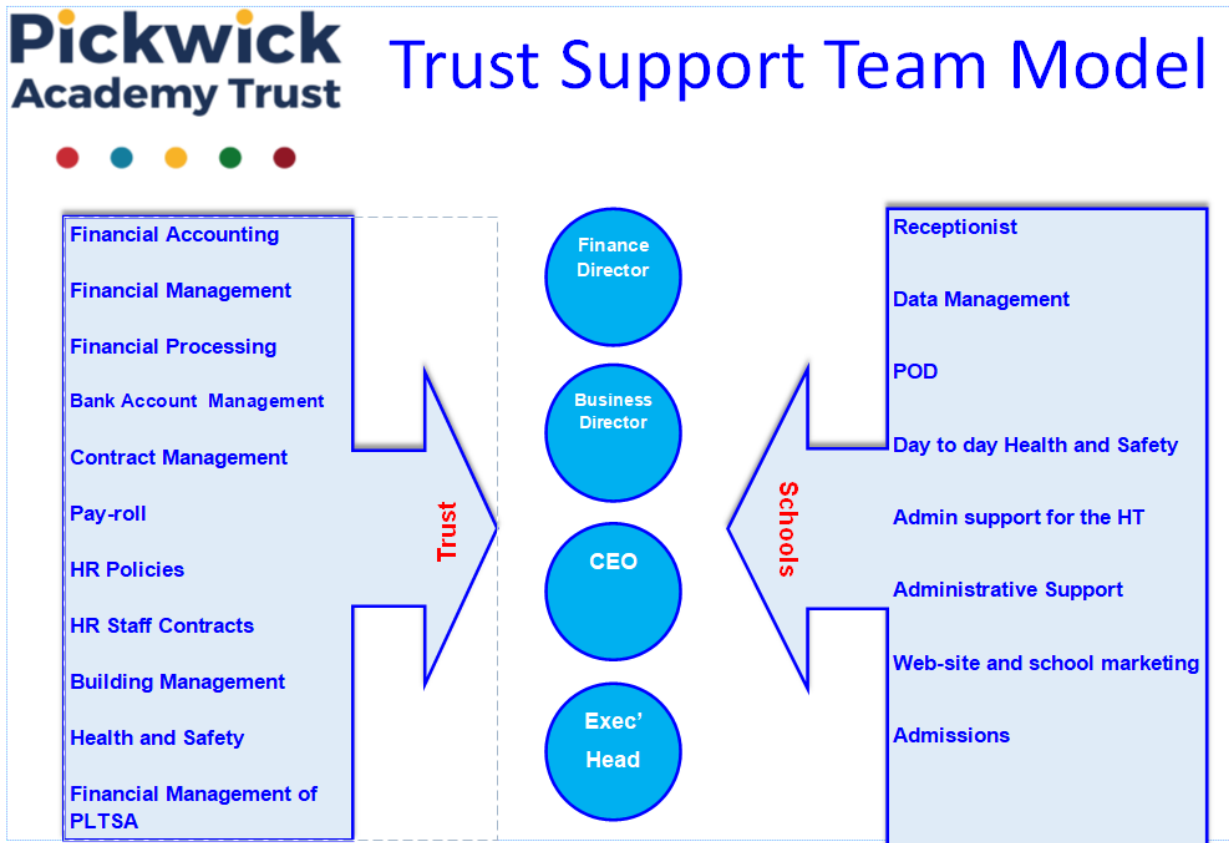 Pickwick
Academy Trust
Trust Support Team Model
Financial Accounting
Financial Management
Financial Processing
Bank Account Management
Contract Management
Pay-roll
HR Policies
HR Staff Contracts
Building Management
Health and Safety
Financial Management of
PLTSA
Trust
Finance
Director
Business
Director
CEO
Exec’
Head
Schools
Receptionist
Data Management
POD
Day to day Health and Safety
Admin support for the HT
Administrative Support
Web-site and school marketing
Admissions